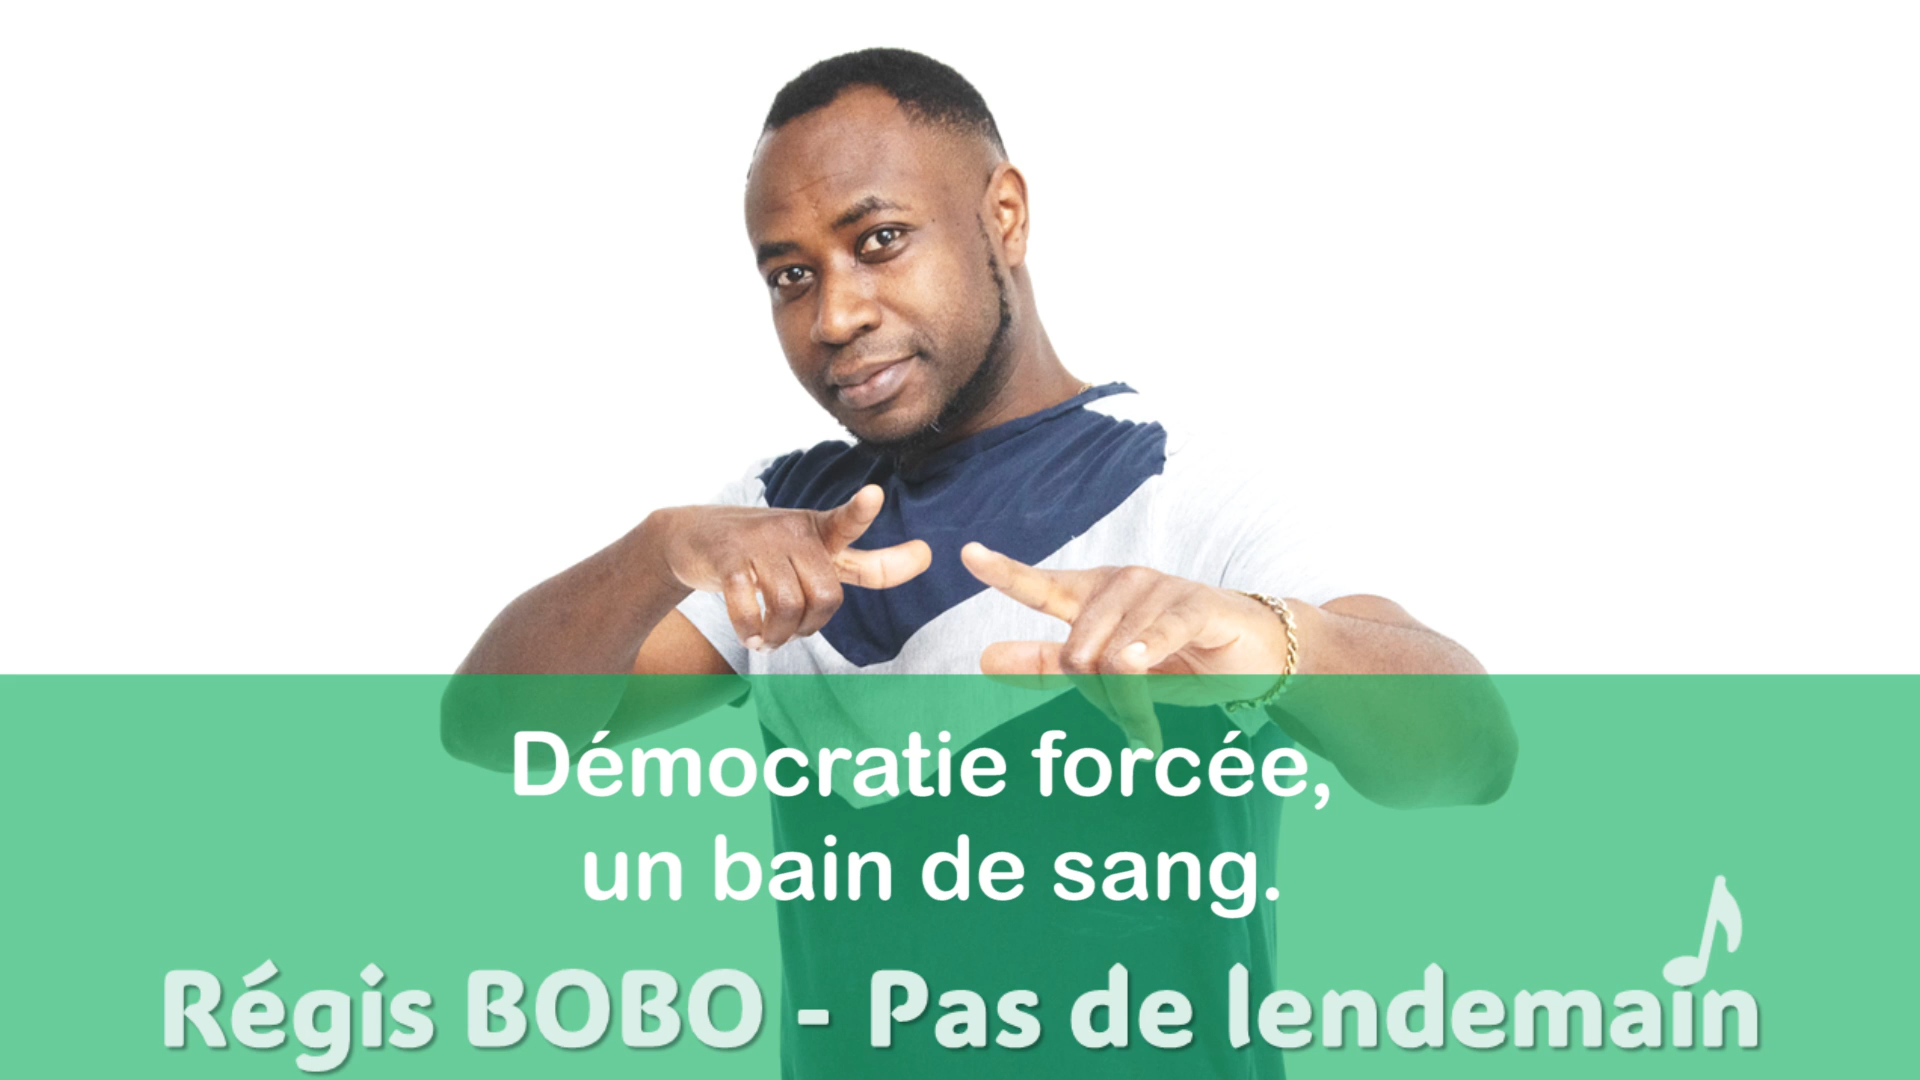 Démocratie forcée,
un bain de sang.
Régis BOBO - Pas de lendemain